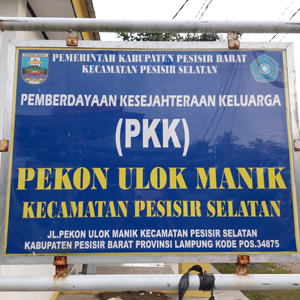 PEMERINTAH KABUPATEN PESISIR BARAT
KECAMATAN PESISIR SELATAN
PEMBERDAYAAN KESEJAHTERAAN KELUARGA
(PKK)
PEKON ULOK MANIK
KECAMATAN PESISIR SELATAN
JL.PEKON ULOK MANIK KECAMATAN PESISIR SELATAN
KABUPATEN PESISIR BARAT PROVINSI LAMPUNG KODE POS.34875